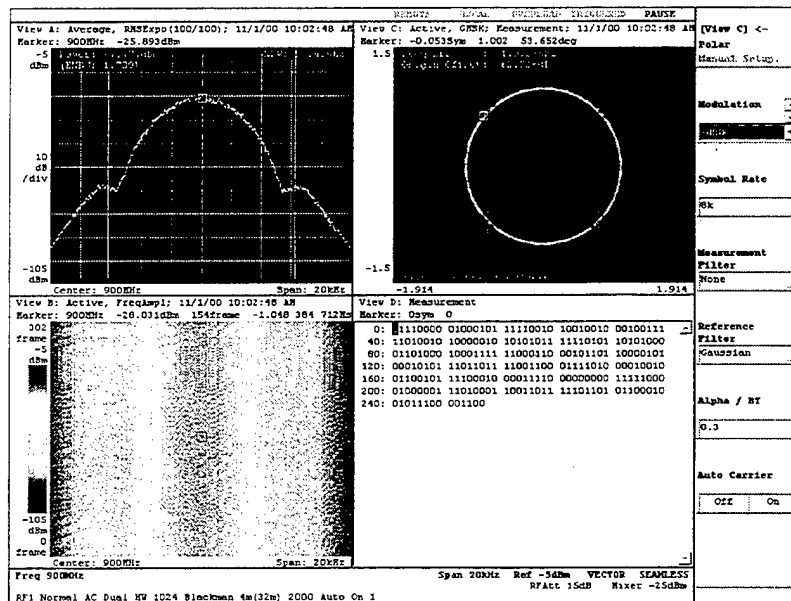 PAUSE
View A: Average, RMSExpo(100/100); 11/1/00 10:02:48 AM
Marker: 900MHz -25.893dBm
-5
dBm
10
dB
/div
-105
dBm
Center: 900MHz Span: 20kHz
View C: Active, GMSK; Measurement; 11/1/00 10:02:48 AM
Marker: -0.053Sym 1.002 53.652deg
1.5
-1.5
-1.914 1.914
View B: Active, FreqAmpl; 11/1/00 10:02:48 AM
Marker: 900MHz -28.031dBm 154frame -1.048 384 712Ms
302
frame
-5
dBm
-105
dBm
0
frame
Center: 900MHz Span: 20kHz
View D: Measurement
Marker: 0sym 0
0: 11110000 01000101 11110010 10010010 00100111
40: 11010010 10000010 10101011 11110101 10101000
80: 01101000 10001111 11000110 00101101 10000101
120: 00010101 11011011 11001100 01111010 00010010
160: 01100101 11100010 00011110 00000000 11111000
200: 01000001 11010001 10011011 11101101 01100010
240: 01011100 001100
Freq 900MHz Span 20kHz Ref -5dBm VECTOR SEAMLESS
RFAtt 15dB Mixer -25dBm
RF1 Normal AC Dual HW 1024 Blackman 4m(32m) 2000 Auto On 1
[View C] <-
Polar
Manual Setup.
Modulation
Symbol Rate
8k
Measurement
Filter
None
Reference
Filter
Gaussian
Alpha / BT
0.3
Auto Carrier
Off On